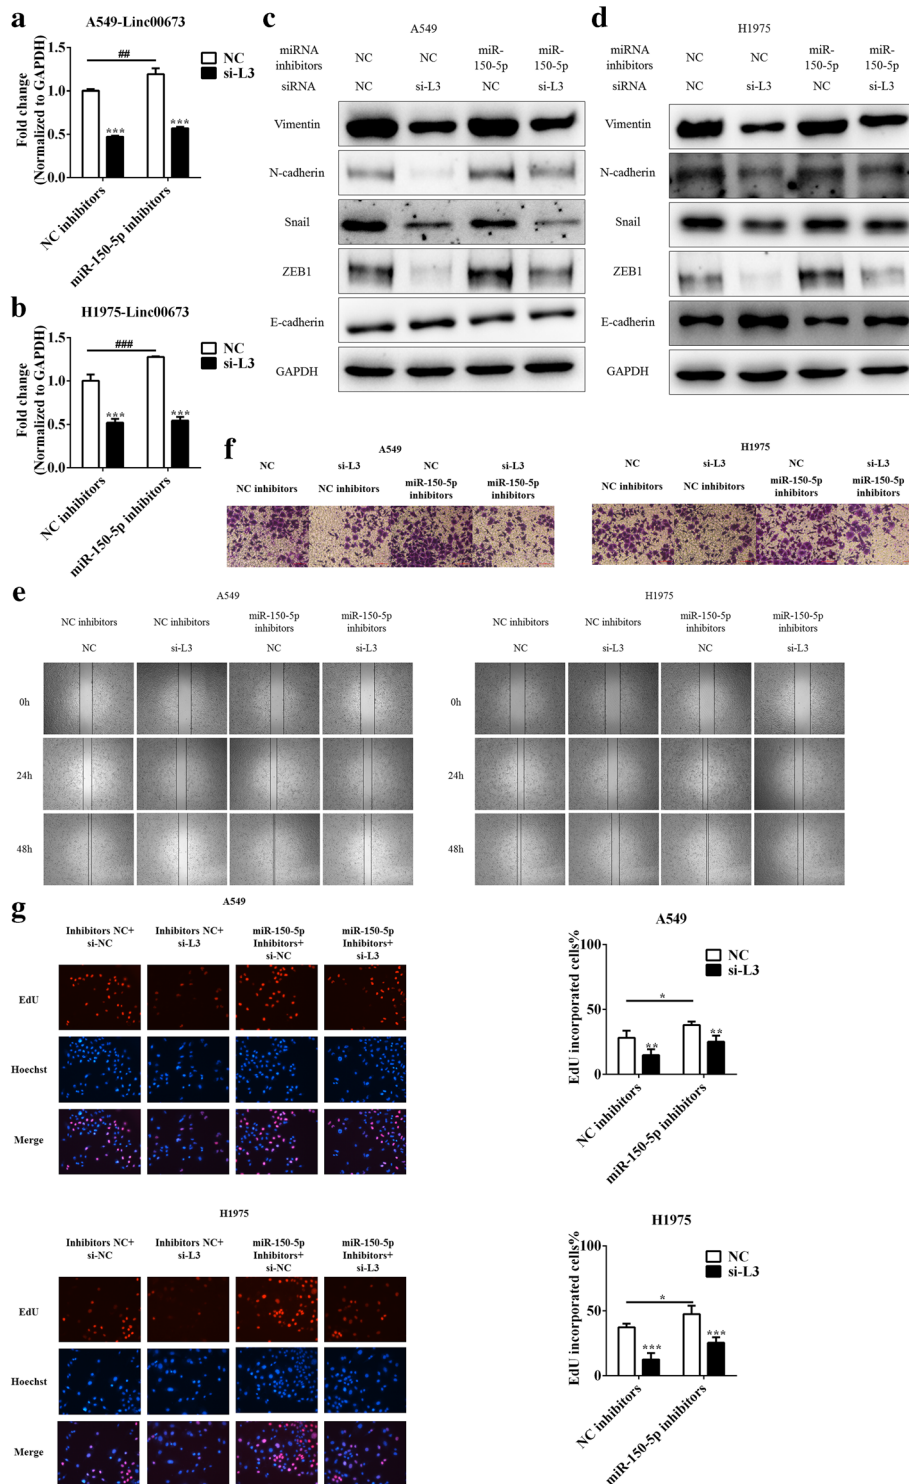 a
A549-Linc00673
Fold change
(Normalized to GAPDH)
1.5
1.0
0.5
0.0
##
***
***
NC
si-L3
NC inhibitors
miR-150-5p inhibitors
b
H1975-Linc00673
Fold change
(Normalized to GAPDH)
1.5
1.0
0.5
0.0
###
***
***
NC
si-L3
NC inhibitors
miR-150-5p inhibitors
c
A549
miRNA inhibitors NC NC miR-150-5p miR-150-5p
siRNA NC si-L3 NC si-L3
Vimentin
N-cadherin
Snail
ZEB1
E-cadherin
GAPDH
d
H1975
miRNA inhibitors NC NC miR-150-5p miR-150-5p
siRNA NC si-L3 NC si-L3
Vimentin
N-cadherin
Snail
ZEB1
E-cadherin
GAPDH
f
A549
NC si-L3 NC si-L3
NC inhibitors NC inhibitors miR-150-5p inhibitors miR-150-5p inhibitors
H1975
NC si-L3 NC si-L3
NC inhibitors NC inhibitors miR-150-5p inhibitors miR-150-5p inhibitors
e
A549
NC inhibitors NC inhibitors miR-150-5p inhibitors miR-150-5p inhibitors
NC si-L3 NC si-L3
0h
24h
48h
H1975
NC inhibitors NC inhibitors miR-150-5p inhibitors miR-150-5p inhibitors
NC si-L3 NC si-L3
0h
24h
48h
g
A549
Inhibitors NC+ si-NC Inhibitors NC+ si-L3 miR-150-5p Inhibitors+ si-NC miR-150-5p Inhibitors+ si-L3
EdU
Hoechst
Merge
A549
EdU incorporated cells%
100
50
0
*
**
**
NC
si-L3
NC inhibitors
miR-150-5p inhibitors
H1975
Inhibitors NC+ si-NC Inhibitors NC+ si-L3 miR-150-5p Inhibitors+ si-NC miR-150-5p Inhibitors+ si-L3
EdU
Hoechst
Merge
H1975
EdU incorporated cells%
100
50
0
*
***
***
NC
si-L3
NC inhibitors
miR-150-5p inhibitors